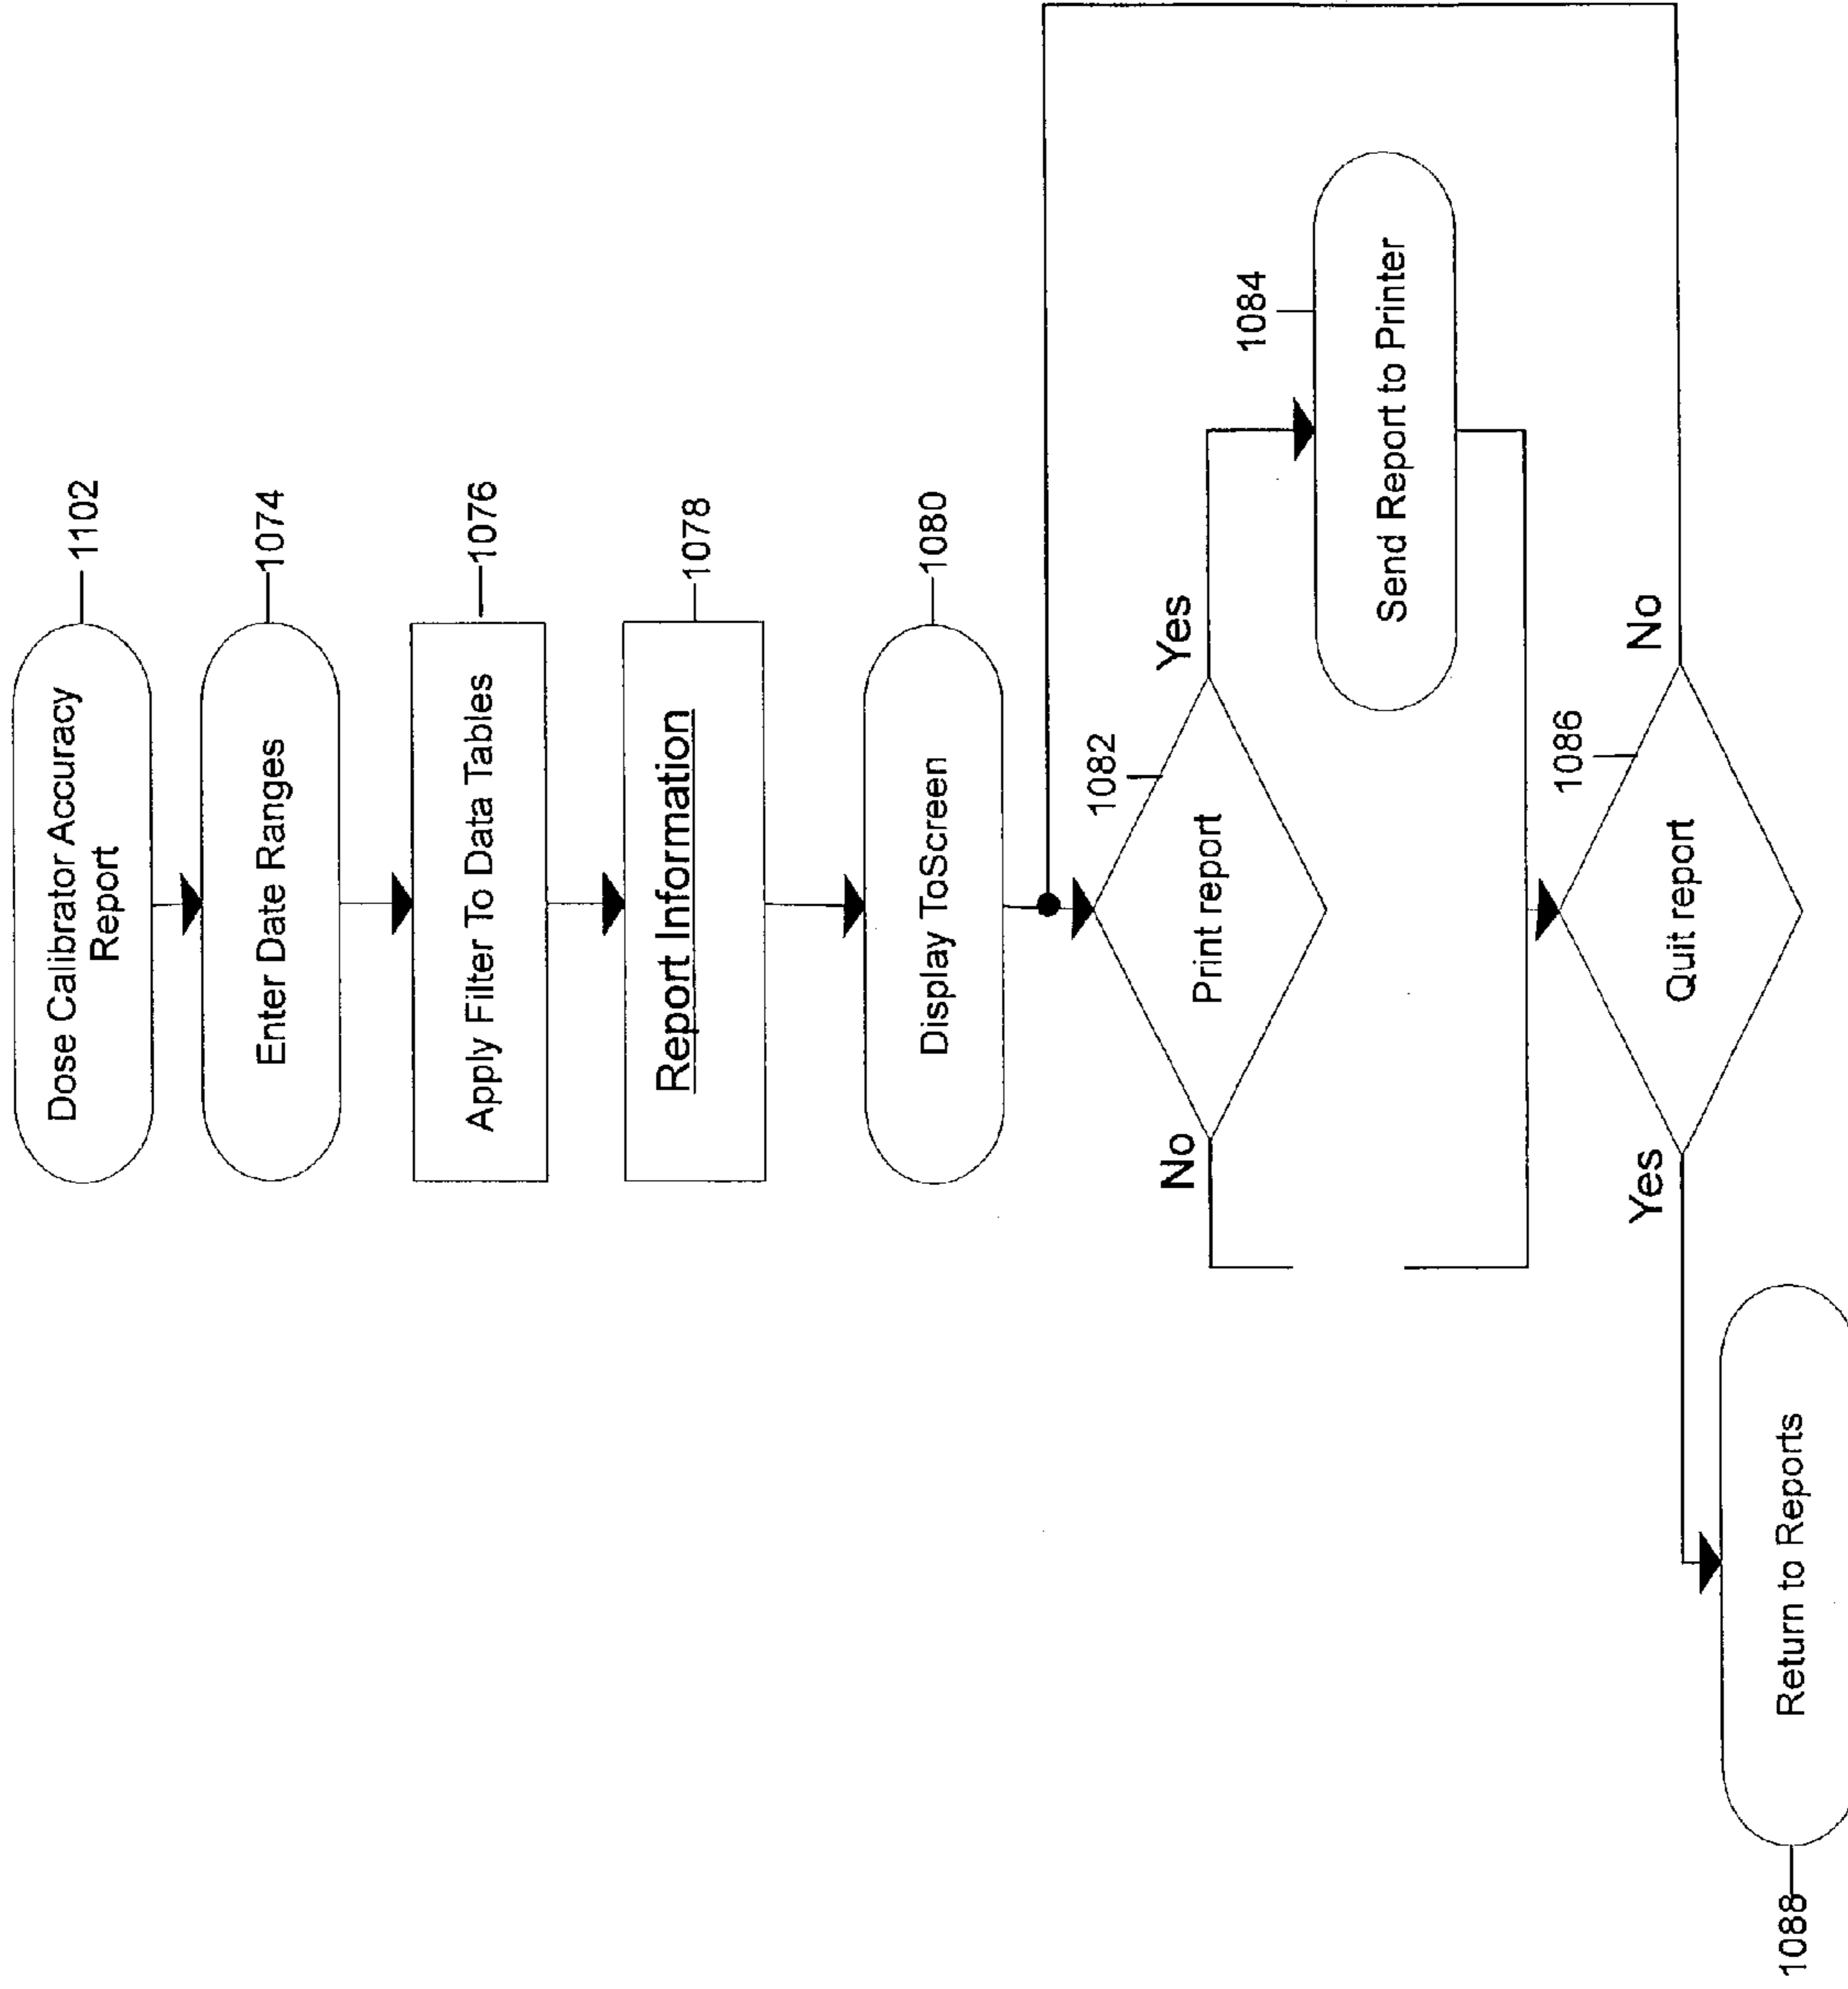 Dose Calibrator Accuracy
Report
1102
Enter Date Ranges
1074
Apply Filter To Data Tables
1076
Report Information
1078
Display ToScreen
1080
1082
Print report
No
Yes
1084
Send Report to Printer
1086
Quit report
Yes
No
Return to Reports
1088